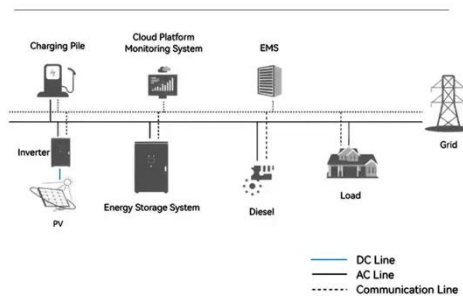 Charging Pile
Cloud Platform
Monitoring System
EMS
Grid
Inverter
PV
Energy Storage System
Diesel
Load
DC Line
AC Line
Communication Line